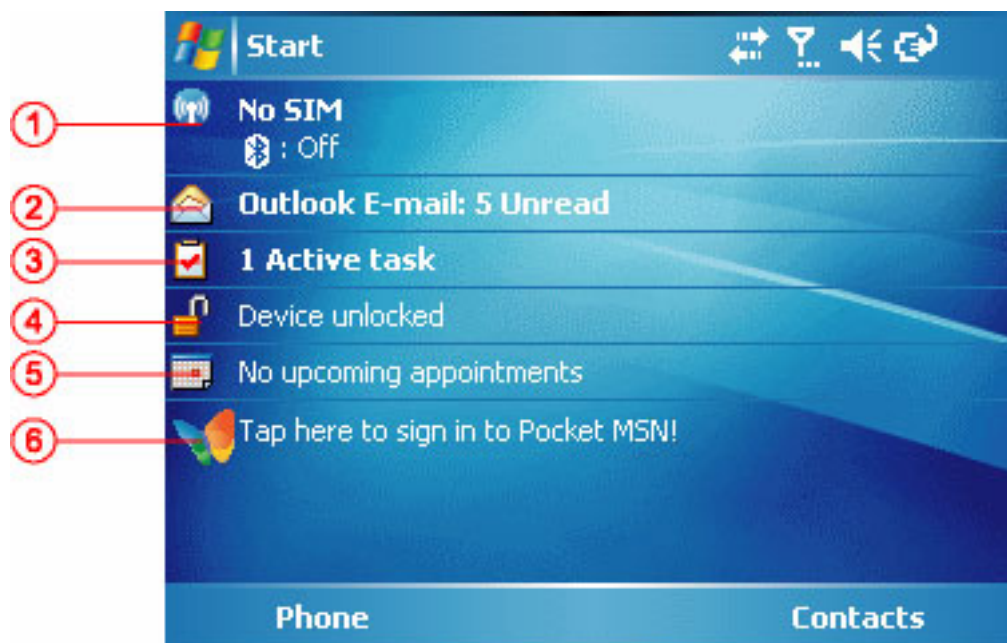 Start
1 No SIM
: Off
2 Outlook E-mail: 5 Unread
3 1 Active task
4 Device unlocked
5 No upcoming appointments
6 Tap here to sign in to Pocket MSN!
Phone Contacts